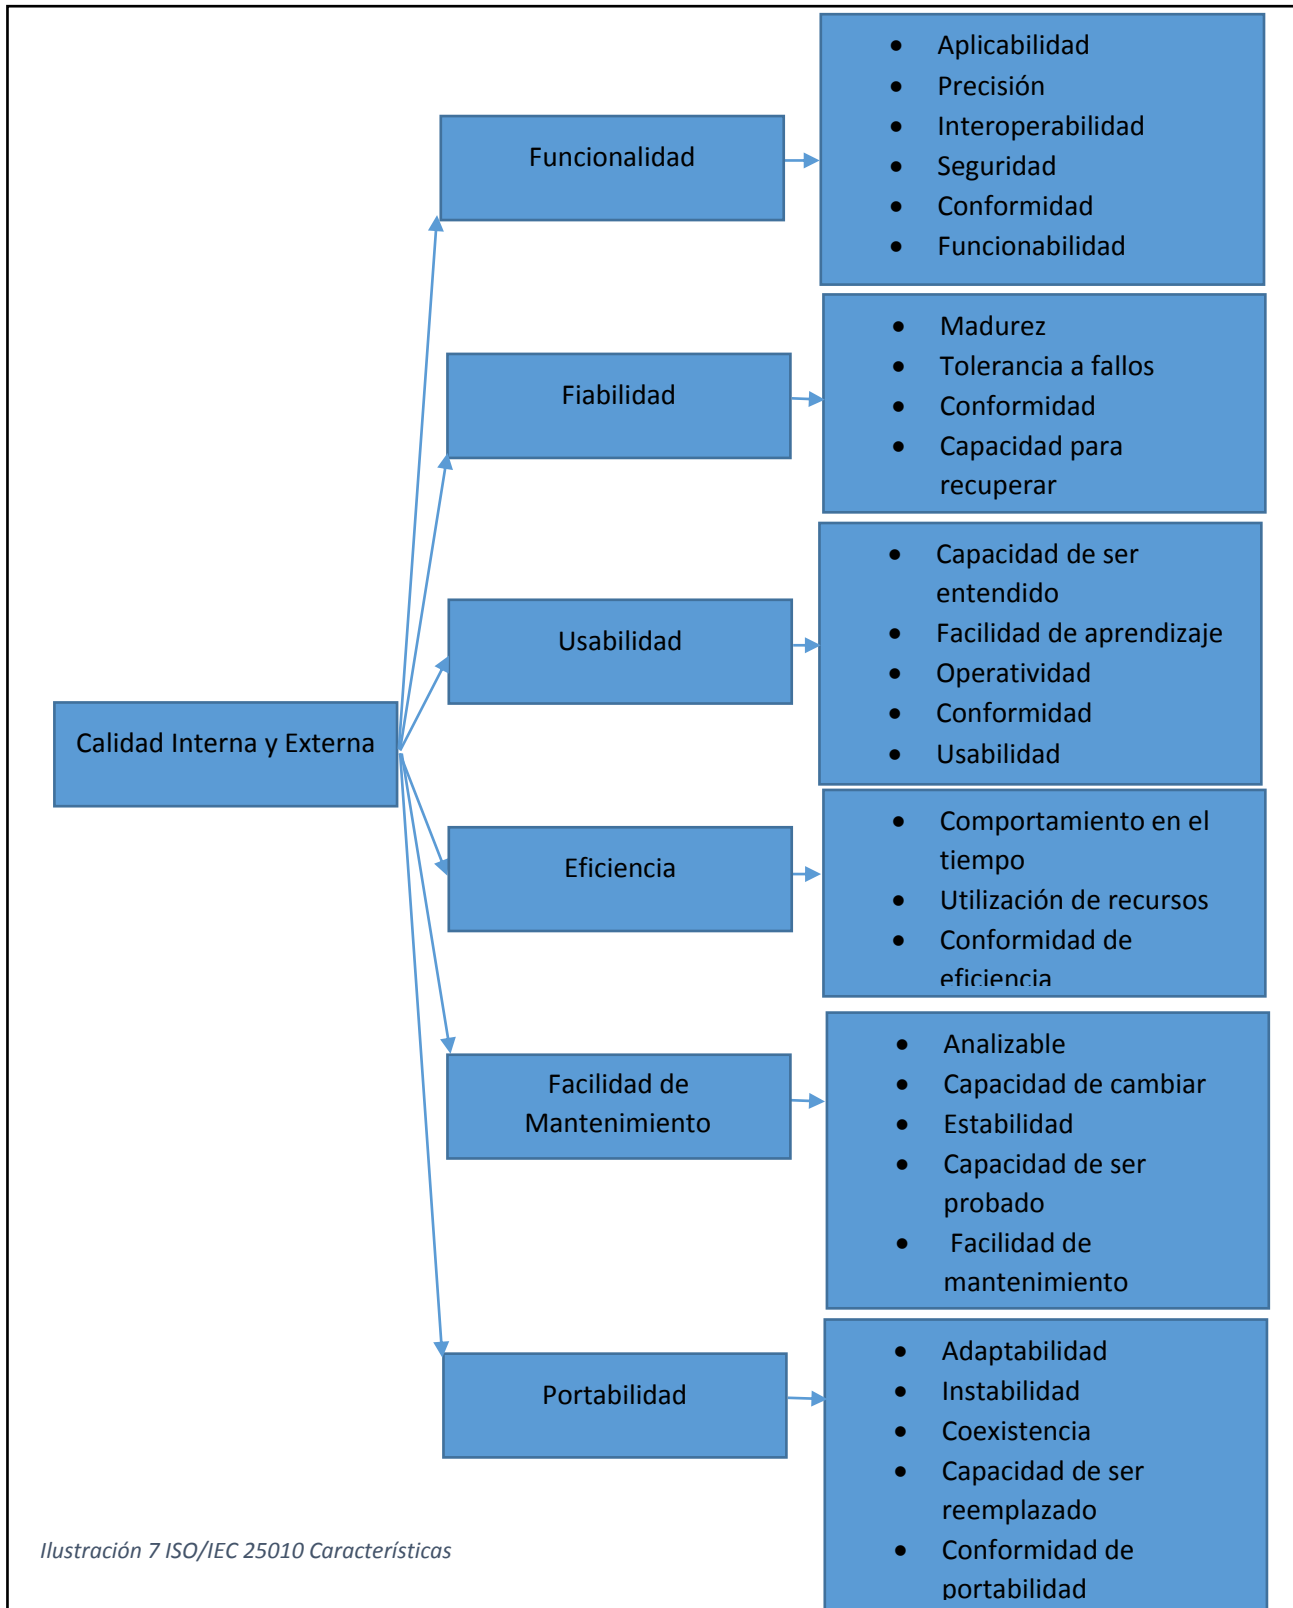 Calidad Interna y Externa
Funcionalidad
• Aplicabilidad
• Precisión
• Interoperabilidad
• Seguridad
• Conformidad
• Funcionabilidad
Fiabilidad
• Madurez
• Tolerancia a fallos
• Conformidad
• Capacidad para
recuperar
Usabilidad
• Capacidad de ser
entendido
• Facilidad de aprendizaje
• Operatividad
• Conformidad
• Usabilidad
Eficiencia
• Comportamiento en el
tiempo
• Utilización de recursos
• Conformidad de
eficiencia
Facilidad de
Mantenimiento
• Analizable
• Capacidad de cambiar
• Estabilidad
• Capacidad de ser
probado
• Facilidad de
mantenimiento
Portabilidad
• Adaptabilidad
• Instabilidad
• Coexistencia
• Capacidad de ser
reemplazado
• Conformidad de
portabilidad
Ilustración 7 ISO/IEC 25010 Características